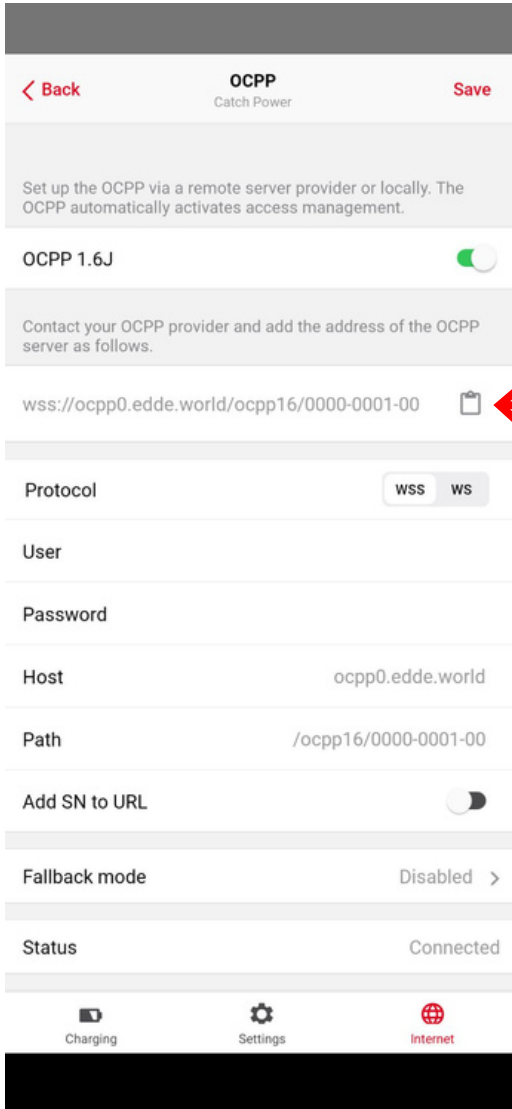 Back
OCPP
Save
Catch Power
Set up the OCPP via a remote server provider or locally. The
OCPP automatically activates access management.
OCPP 1.6J
Contact your OCPP provider and add the address of the OCPP
server as follows.
wss://ocpp0.edde.world/ocpp16/0000-0001-00
Protocol WSS WS
User
Password
Host ocpp0.edde.world
Path /ocpp16/0000-0001-00
Add SN to URL
Fallback mode Disabled
Status Connected
Charging Settings Internet